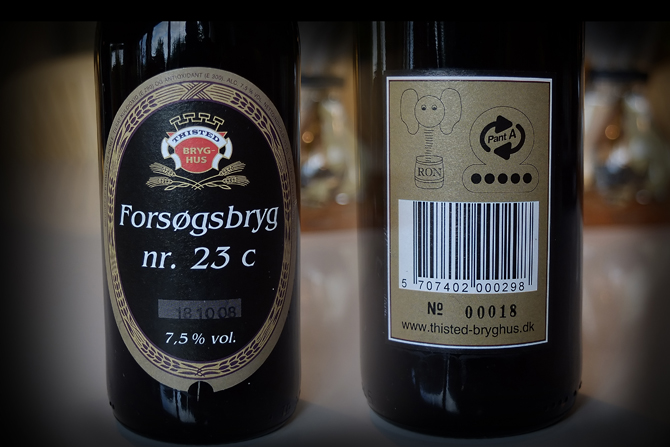 THISTED
BRYG-
HUS
Forsøgsbryg
nr. 23 c
18.10.08
7,5 % vol.
RON
Pant A
5 707402 000298
Nº 00018
www.thisted-bryghus.dk